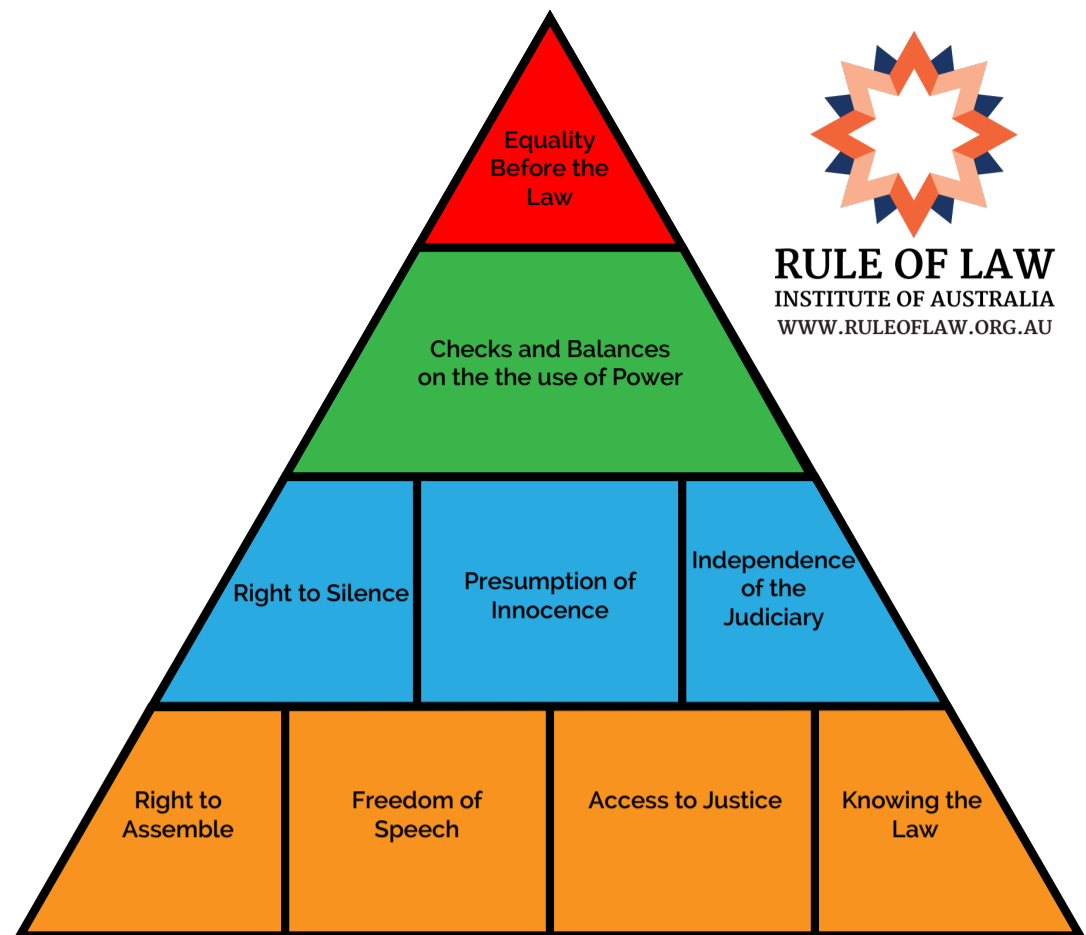 Equality
Before the
Law
RULE OF LAW
INSTITUTE OF AUSTRALIA
WWW.RULEOFLAW.ORG.AU
Checks and Balances
on the the use of Power
Right to Silence
Presumption of
Innocence
Independence
of the
Judiciary
Right to
Assemble
Freedom of
Speech
Access to Justice
Knowing the
Law